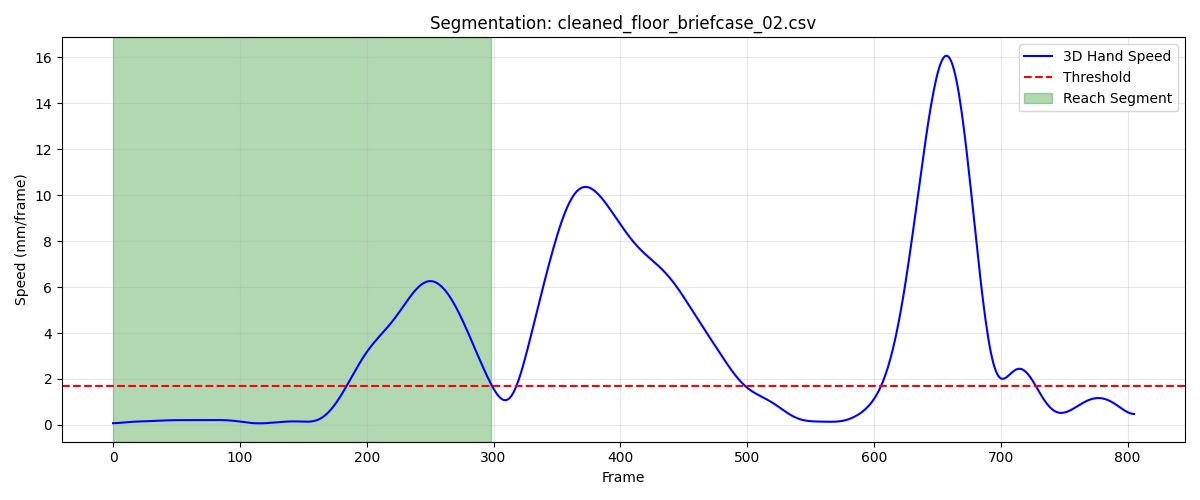 Segmentation: cleaned_floor_briefcase_02.csv
3D Hand Speed
Threshold
Reach Segment
Speed (mm/frame)
16
14
12
10
8
6
4
2
0
0 100 200 300 400 500 600 700 800
Frame